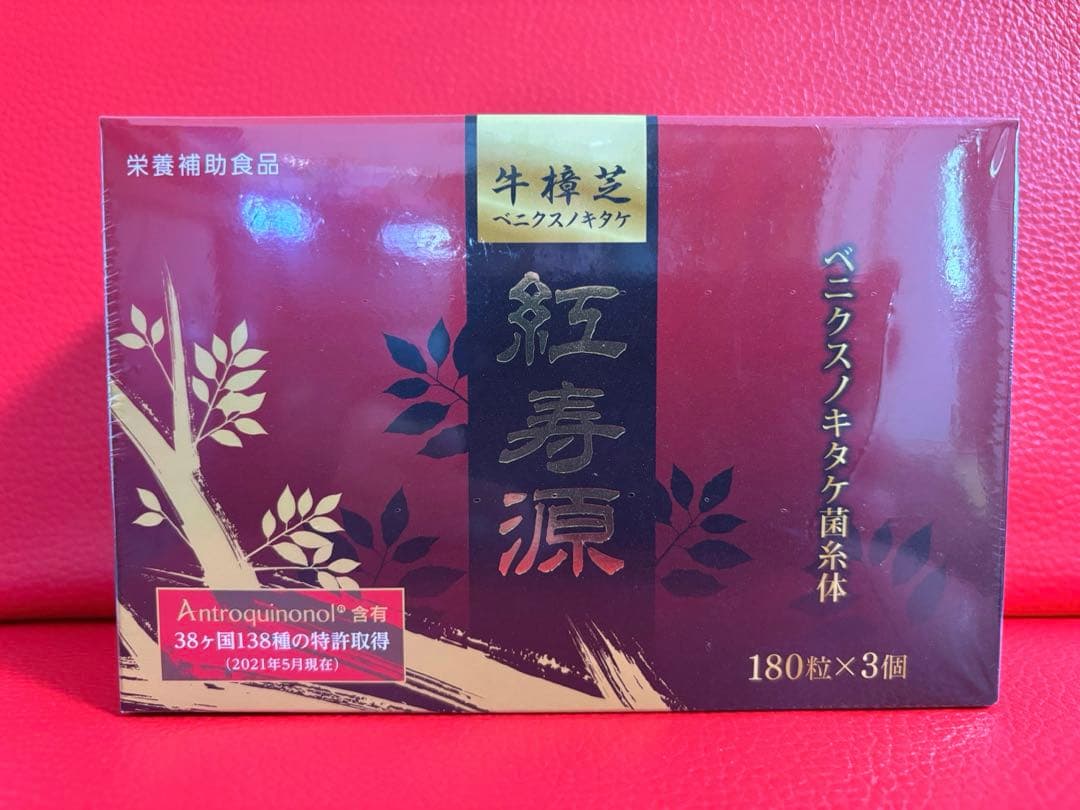 栄養補助食品
牛樟芝
ベニクスノキタケ
紅寿源
ベニクスノキタケ菌糸体
Antroquinonol® 含有
38ヶ国138種の特許取得
(2021年5月現在)
180粒×3個